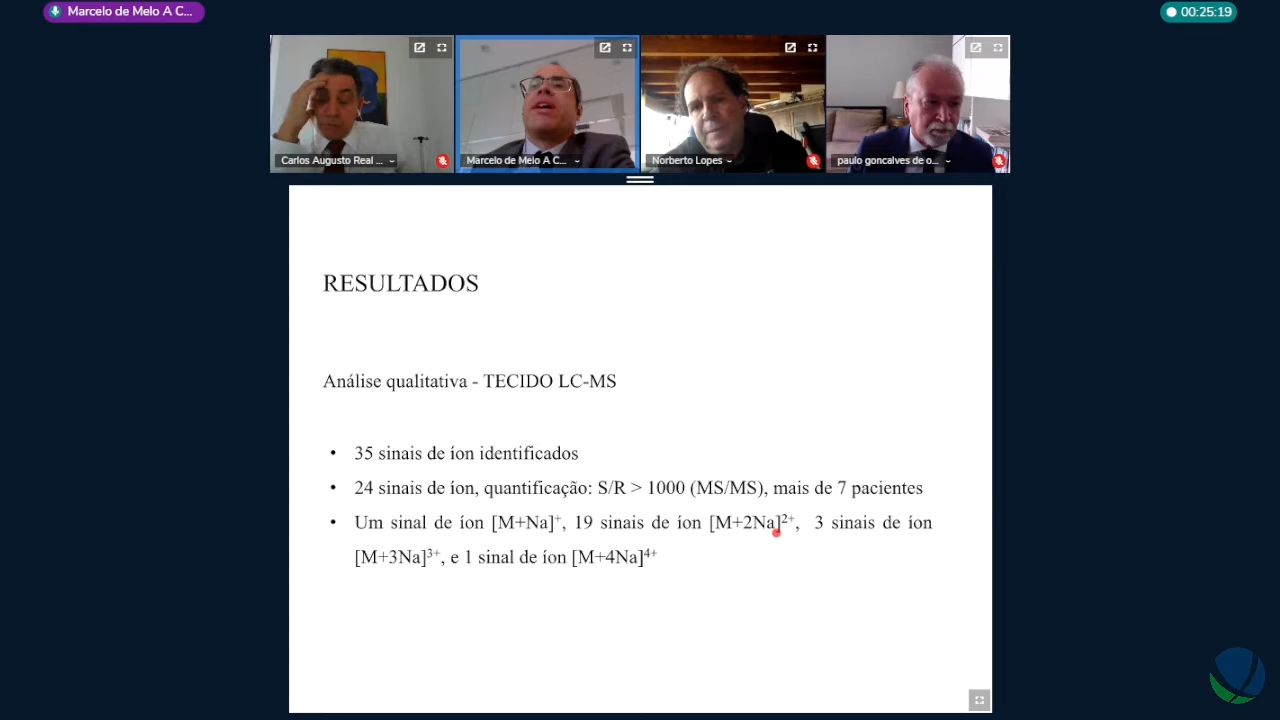 Marcelo de Melo A C...
00:25:19
Carlos Augusto Real ...
Marcelo de Melo A C...
Norberto Lopes
paulo goncalves de o...
RESULTADOS
Análise qualitativa - TECIDO LC-MS
• 35 sinais de íon identificados
• 24 sinais de íon, quantificação: S/R > 1000 (MS/MS), mais de 7 pacientes
• Um sinal de íon [M+Na]⁺, 19 sinais de íon [M+2Na]²⁺, 3 sinais de íon
[M+3Na]³⁺, e 1 sinal de íon [M+4Na]⁴⁺